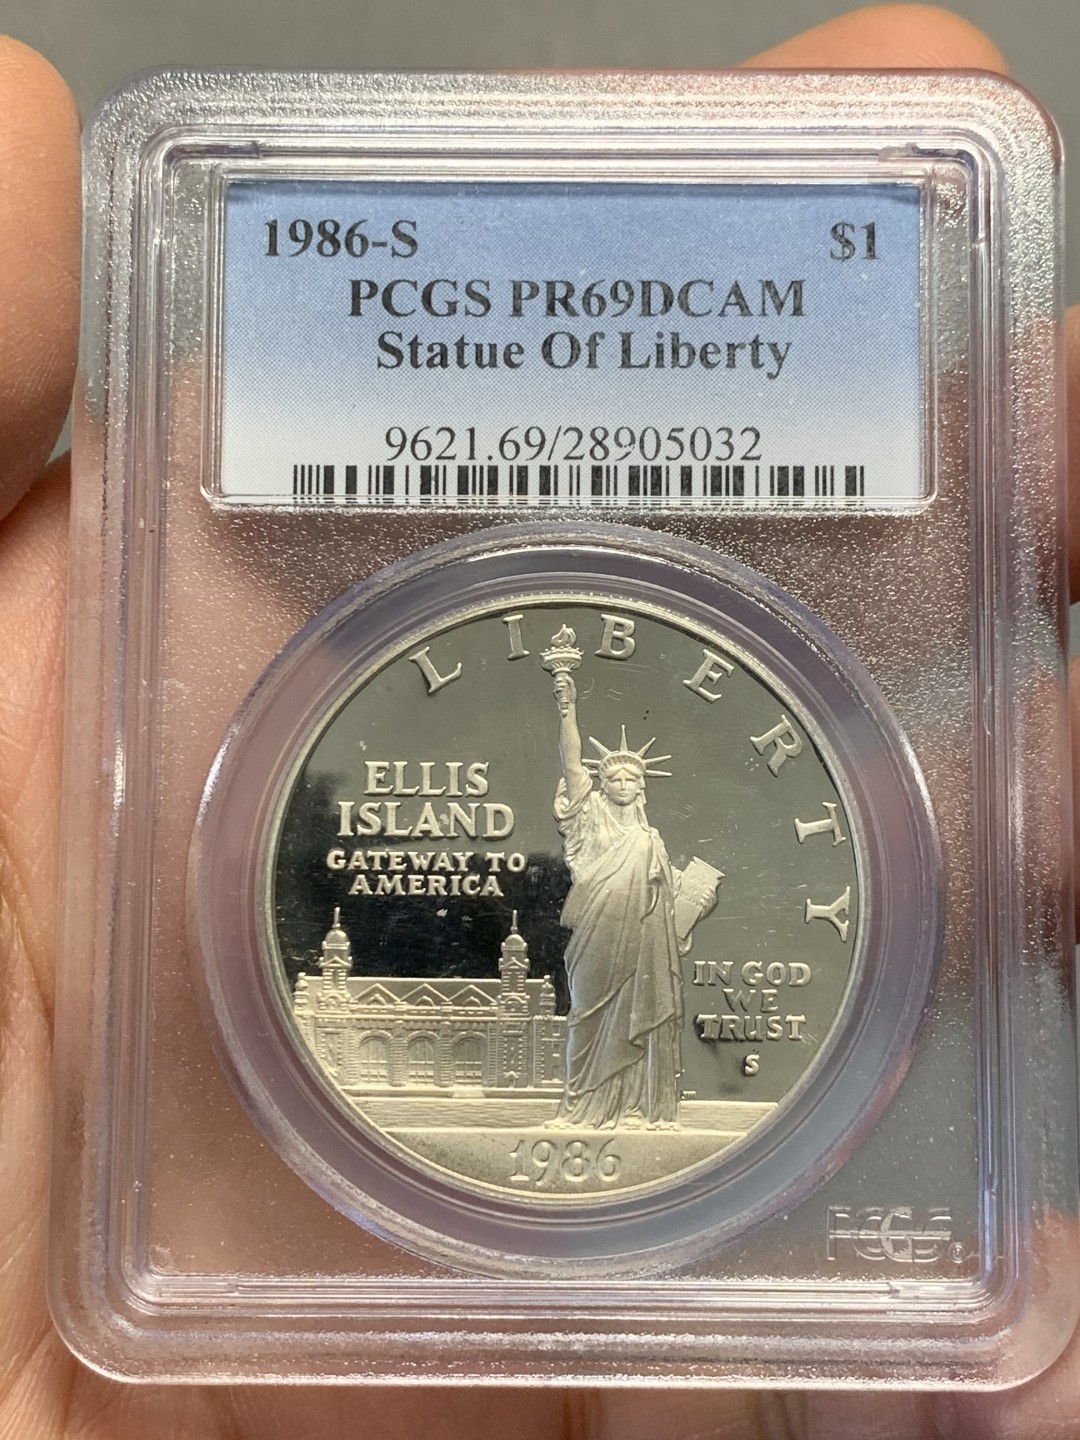 1986-S $1
PCGS PR69DCAM
Statue Of Liberty
9621.69/28905032
LIBERTY
ELLIS
ISLAND
GATEWAY TO
AMERICA
IN GOD
WE
TRUST
S
1986
PCGS